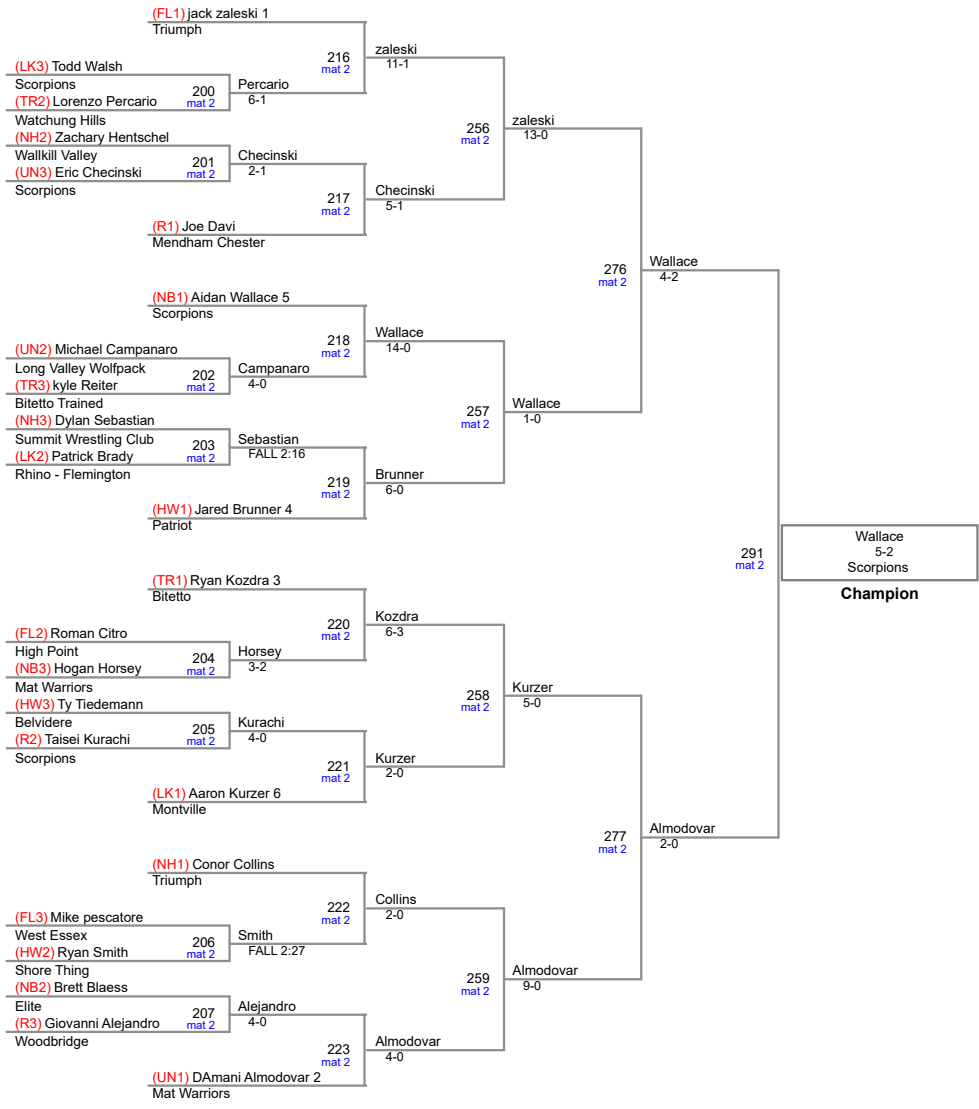 (FL1) jack zaleski 1
Triumph
216
mat 2
zaleski
11-1
(LK3) Todd Walsh
Scorpions
200
mat 2
Percario
6-1
(TR2) Lorenzo Percario
Watchung Hills
256
mat 2
zaleski
13-0
(NH2) Zachary Hentschel
Wallkill Valley
201
mat 2
Checinski
2-1
(UN3) Eric Checinski
Scorpions
217
mat 2
Checinski
5-1
(R1) Joe Davi
Mendham Chester
276
mat 2
Wallace
4-2
(NB1) Aidan Wallace 5
Scorpions
218
mat 2
Wallace
14-0
(UN2) Michael Campanaro
Long Valley Wolfpack
202
mat 2
Campanaro
4-0
(TR3) kyle Reiter
Bitetto Trained
257
mat 2
Wallace
1-0
(NH3) Dylan Sebastian
Summit Wrestling Club
203
mat 2
Sebastian
FALL 2:16
(LK2) Patrick Brady
Rhino - Flemington
219
mat 2
Brunner
6-0
(HW1) Jared Brunner 4
Patriot
291
mat 2
Wallace
5-2
Scorpions
Champion
(TR1) Ryan Kozdra 3
Bitetto
220
mat 2
Kozdra
6-3
(FL2) Roman Citro
High Point
204
mat 2
Horsey
3-2
(NB3) Hogan Horsey
Mat Warriors
258
mat 2
Kurzer
5-0
(HW3) Ty Tiedemann
Belvidere
205
mat 2
Kurachi
4-0
(R2) Taisei Kurachi
Scorpions
221
mat 2
Kurzer
2-0
(LK1) Aaron Kurzer 6
Montville
277
mat 2
Almodovar
2-0
(NH1) Conor Collins
Triumph
222
mat 2
Collins
2-0
(FL3) Mike pescatore
West Essex
206
mat 2
Smith
FALL 2:27
(HW2) Ryan Smith
Shore Thing
259
mat 2
Almodovar
9-0
(NB2) Brett Blaess
Elite
207
mat 2
Alejandro
4-0
(R3) Giovanni Alejandro
Woodbridge
223
mat 2
Almodovar
4-0
(UN1) DAmani Almodovar 2
Mat Warriors